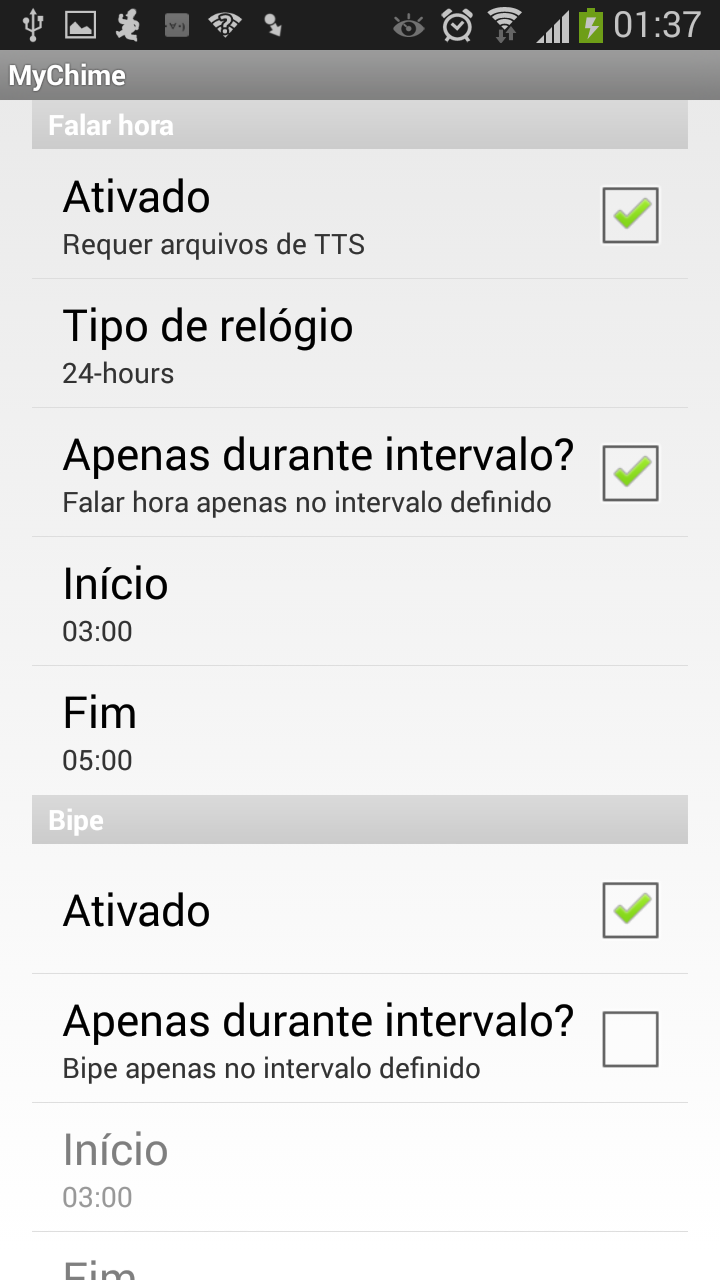 01:37
MyChime
Falar hora
Ativado
Requer arquivos de TTS
Tipo de relógio
24-hours
Apenas durante intervalo?
Falar hora apenas no intervalo definido
Início
03:00
Fim
05:00
Bipe
Ativado
Apenas durante intervalo?
Bipe apenas no intervalo definido
Início
03:00
Fim